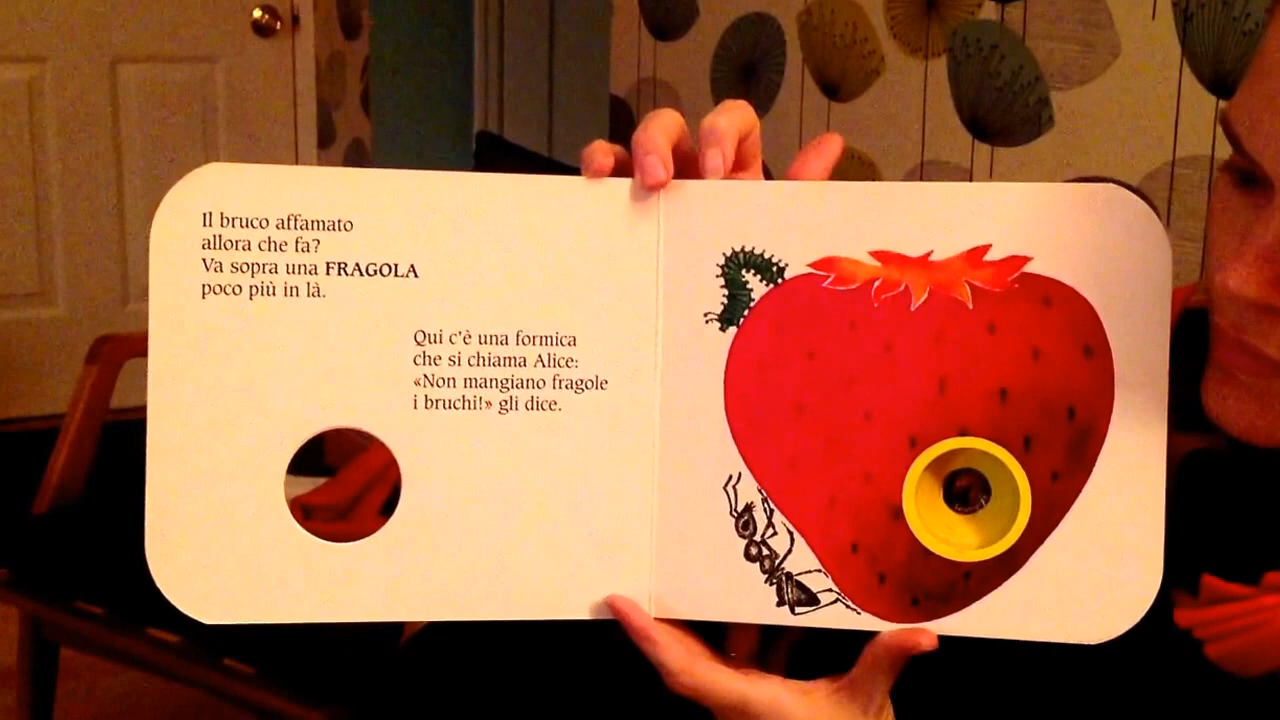 Il bruco affamato
allora che fa?
Va sopra una FRAGOLA
poco più in là.
Qui c'è una formica
che si chiama Alice:
«Non mangiano fragole
i bruchi!» gli dice.